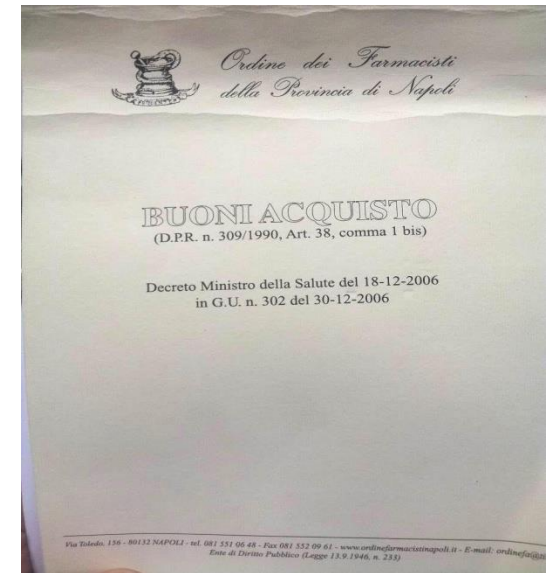 Ordine dei Farmacisti
della Provincia di Napoli
BUONI ACQUISTO
(D.P.R. n. 309/1990, Art. 38, comma 1 bis)
Decreto Ministro della Salute del 18-12-2006
in G.U. n. 302 del 30-12-2006
Via Toledo, 156 - 80132 NAPOLI - tel. 081 551 06 48 - Fax 081 552 09 61 - www.ordinefarmacistinapoli.it - E-mail:
Ente di Diritto Pubblico (Legge 13.9.1946, n. 233)